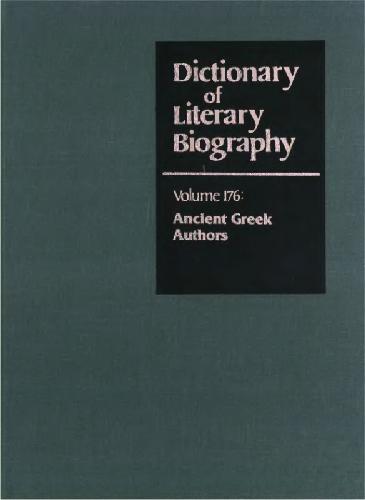 Dictionary
of
Literary
Biography
Volume 176:
Ancient Greek
Authors